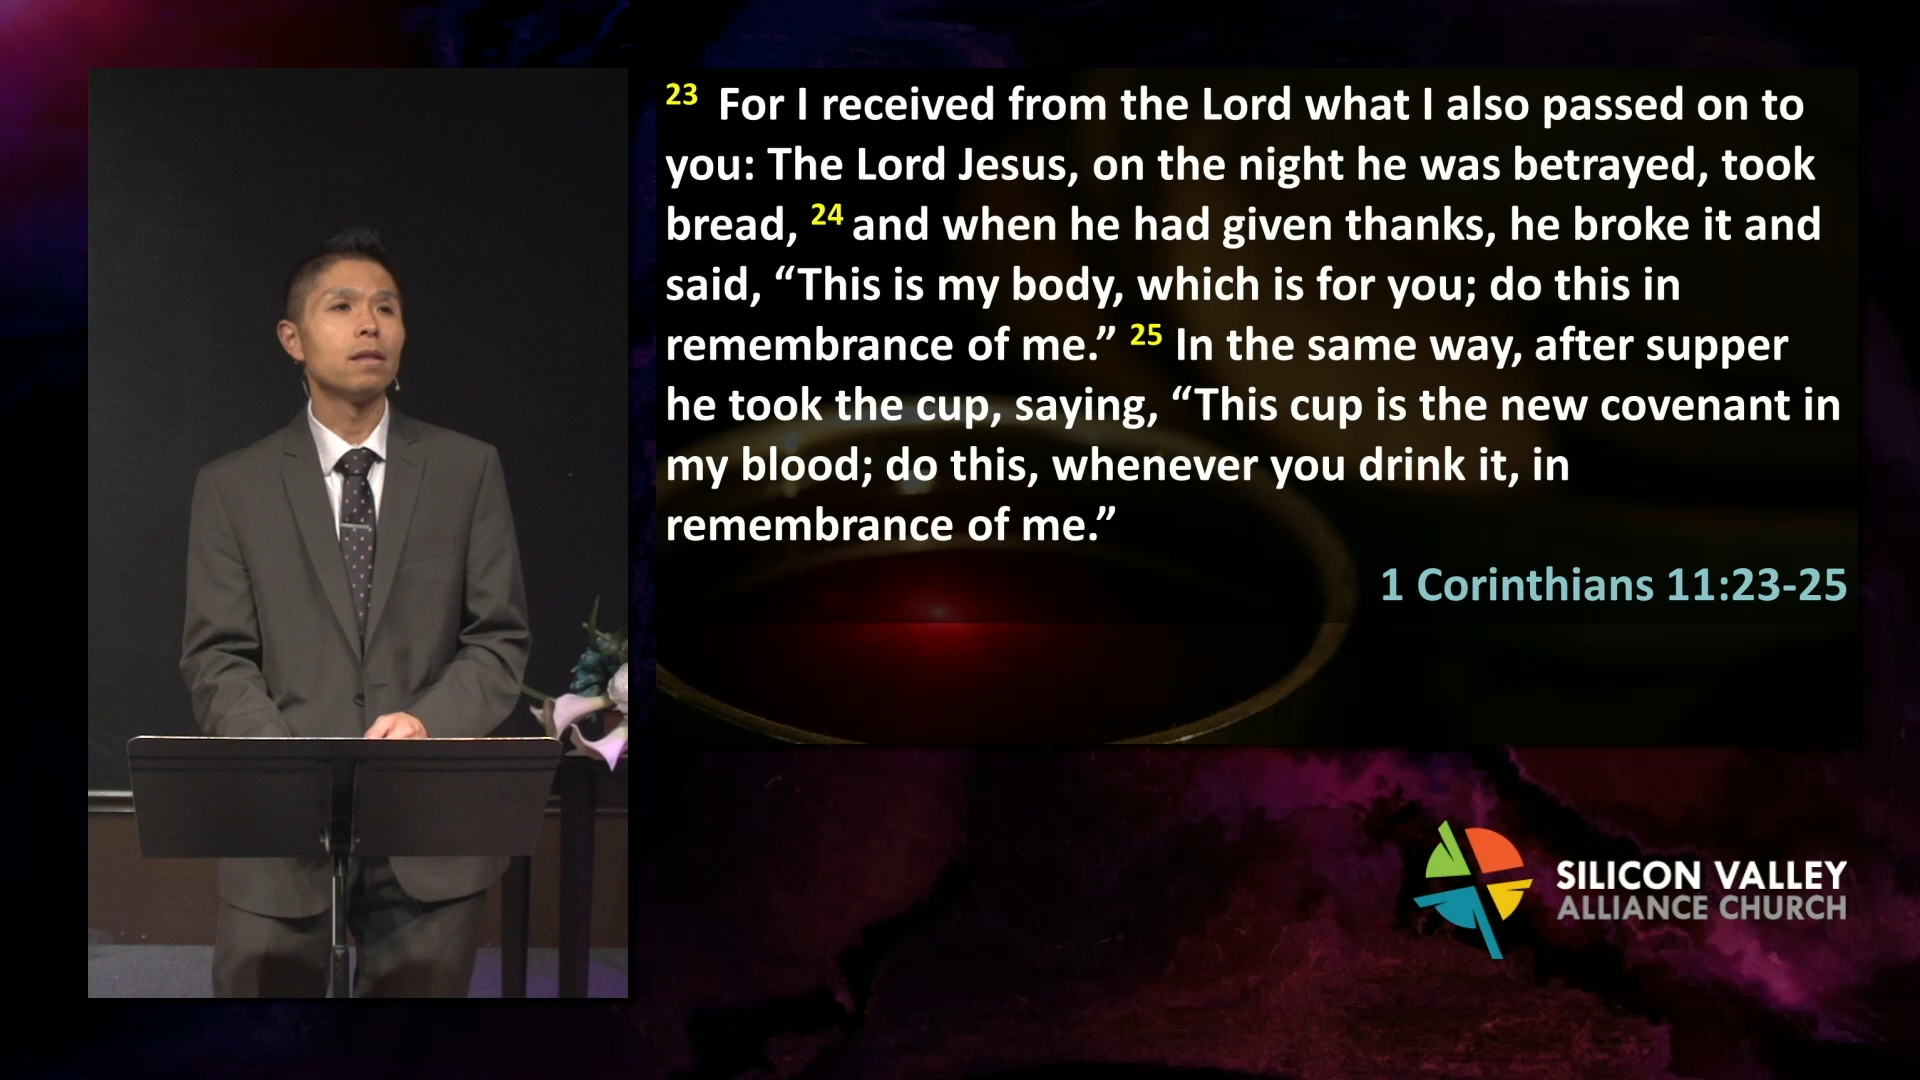 23 For I received from the Lord what I also passed on to
you: The Lord Jesus, on the night he was betrayed, took
bread, 24 and when he had given thanks, he broke it and
said, “This is my body, which is for you; do this in
remembrance of me.” 25 In the same way, after supper
he took the cup, saying, “This cup is the new covenant in
my blood; do this, whenever you drink it, in
remembrance of me.”
1 Corinthians 11:23-25
SILICON VALLEY
ALLIANCE CHURCH